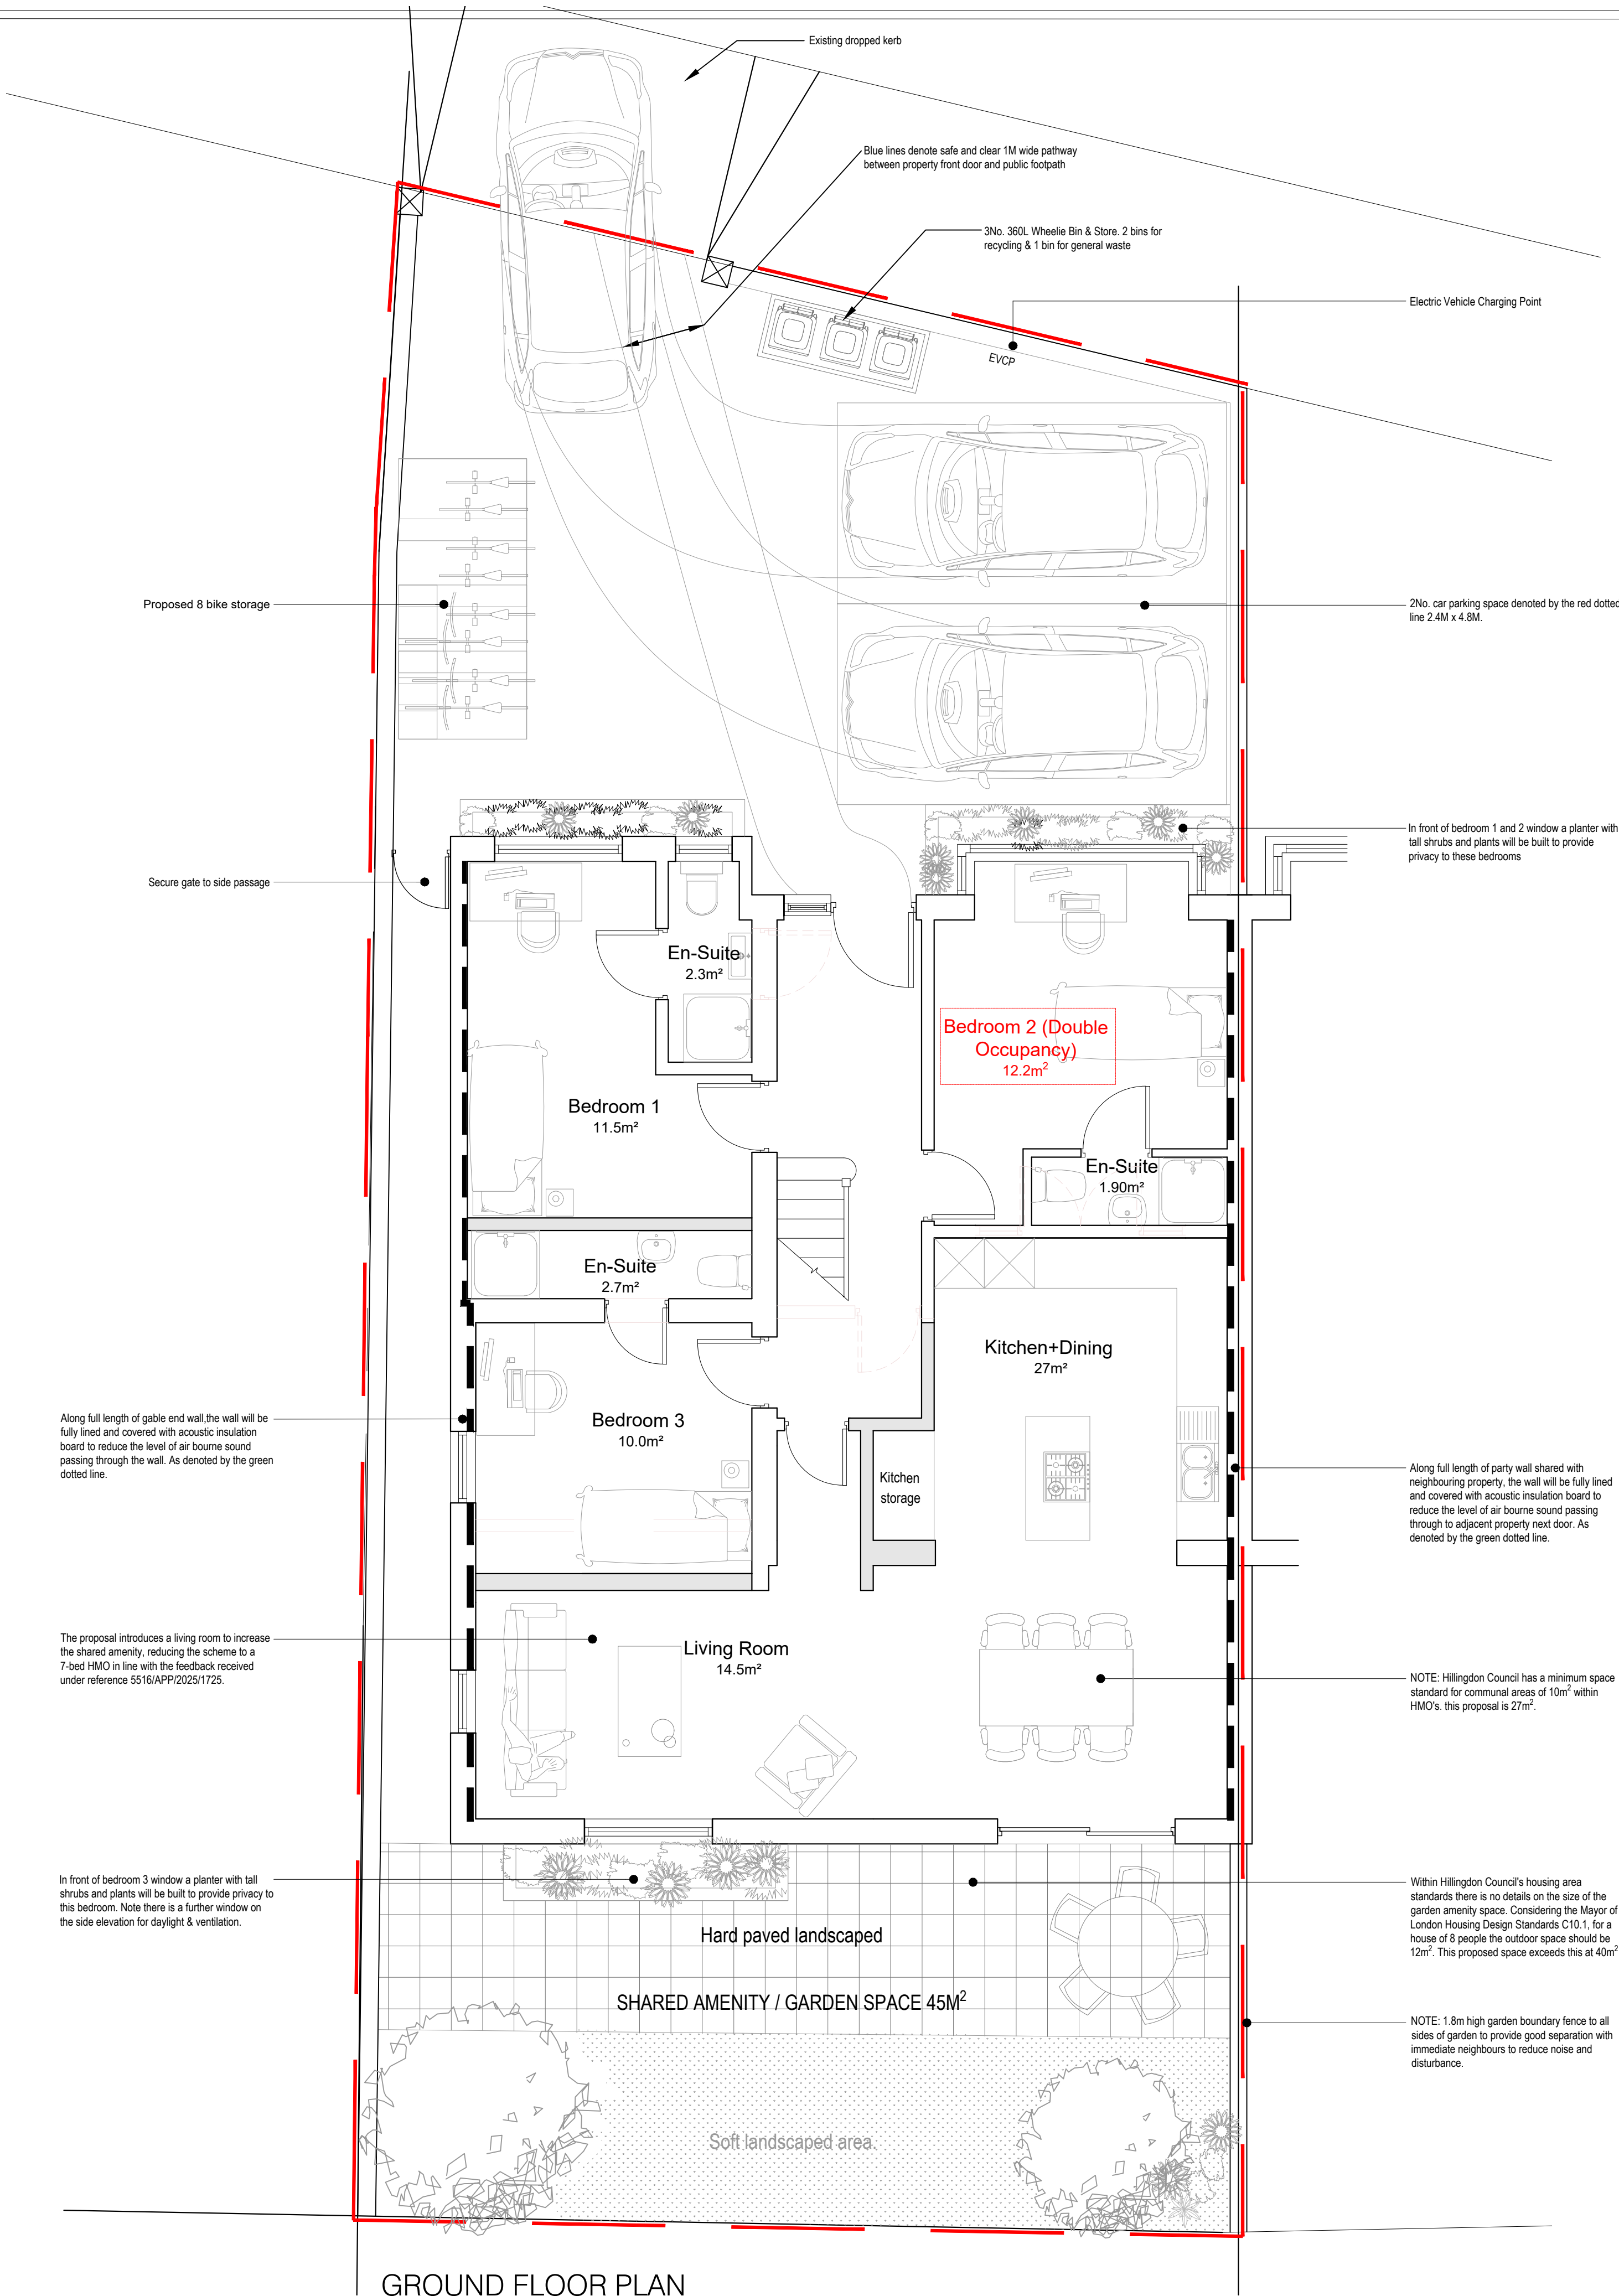 Existing dropped kerb
Blue lines denote safe and clear 1M wide pathway
between property front door and public footpath
3No. 360L Wheelie Bin & Store. 2 bins for
recycling & 1 bin for general waste
Electric Vehicle Charging Point
EVCP
Proposed 8 bike storage
2No. car parking space denoted by the red dotted
line 2.4M x 4.8M.
In front of bedroom 1 and 2 window a planter with
tall shrubs and plants will be built to provide
privacy to these bedrooms
Secure gate to side passage
En-Suite
2.3m²
Bedroom 2 (Double
Occupancy)
12.2m²
Bedroom 1
11.5m²
En-Suite
1.90m²
En-Suite
2.7m²
Kitchen+Dining
27m²
Bedroom 3
10.0m²
Kitchen
storage
Along full length of gable end wall,the wall will be
fully lined and covered with acoustic insulation
board to reduce the level of air bourne sound
passing through the wall. As denoted by the green
dotted line.
Along full length of party wall shared with
neighbouring property, the wall will be fully lined
and covered with acoustic insulation board to
reduce the level of air bourne sound passing
through to adjacent property next door. As
denoted by the green dotted line.
The proposal introduces a living room to increase
the shared amenity, reducing the scheme to a
7-bed HMO in line with the feedback received
under reference 5516/APP/2025/1725.
Living Room
14.5m²
NOTE: Hillingdon Council has a minimum space
standard for communal areas of 10m² within
HMO's. this proposal is 27m².
In front of bedroom 3 window a planter with tall
shrubs and plants will be built to provide privacy to
this bedroom. Note there is a further window on
the side elevation for daylight & ventilation.
Within Hillingdon Council's housing area
standards there is no details on the size of the
garden amenity space. Considering the Mayor of
London Housing Design Standards C10.1, for a
house of 8 people the outdoor space should be
12m². This proposed space exceeds this at 40m²
Hard paved landscaped
SHARED AMENITY / GARDEN SPACE 45M²
NOTE: 1.8m high garden boundary fence to all
sides of garden to provide good separation with
immediate neighbours to reduce noise and
disturbance.
Soft landscaped area.
GROUND FLOOR PLAN